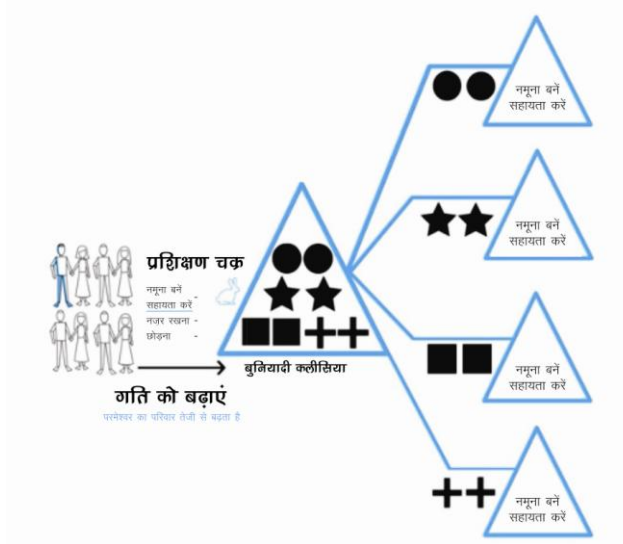 प्रशिक्षण चक्र
नमूना बनें -
सहायता करें
नज़र रखना -
छोड़ना -
गति को बढ़ाएं
परमेश्वर का परिवार तेजी से बढ़ता है
बुनियादी कलीसिया
नमूना बनें
सहायता करें
नमूना बनें
सहायता करें
नमूना बनें
सहायता करें
नमूना बनें
सहायता करें